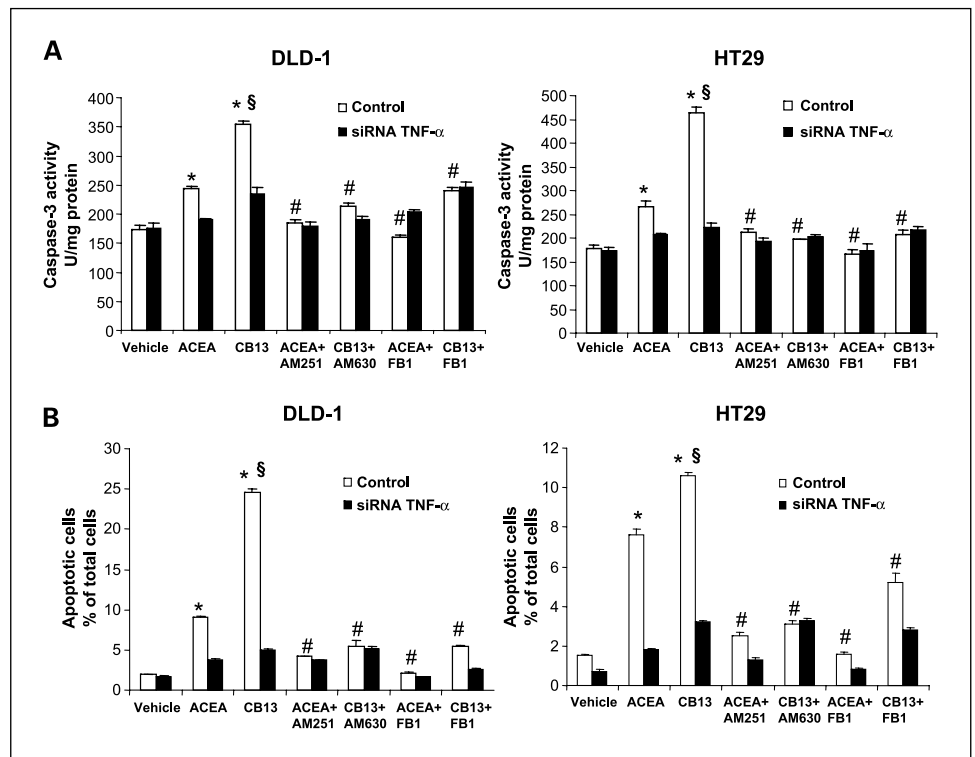 A
DLD-1
Caspase-3 activity
U/mg protein
400
350
300
250
200
150
100
50
0
* § 
*
#
#
#
#
Control
siRNA TNF-α
Vehicle ACEA CB13 ACEA+ CB13+ ACEA+ CB13+
AM251 AM630 FB1 FB1
HT29
Caspase-3 activity
U/mg protein
500
450
400
350
300
250
200
150
100
50
0
* §
*
#
#
#
#
Control
siRNA TNF-α
Vehicle ACEA CB13 ACEA+ CB13+ ACEA+ CB13+
AM251 AM630 FB1 FB1
B
DLD-1
Apoptotic cells
% of total cells
30
25
20
15
10
5
0
* §
*
#
#
#
#
Control
siRNA TNF-α
Vehicle ACEA CB13 ACEA+ CB13+ ACEA+ CB13+
AM251 AM630 FB1 FB1
HT29
Apoptotic cells
% of total cells
12
10
8
6
4
2
0
* §
*
#
#
#
#
Control
siRNA TNF-α
Vehicle ACEA CB13 ACEA+ CB13+ ACEA+ CB13+
AM251 AM630 FB1 FB1